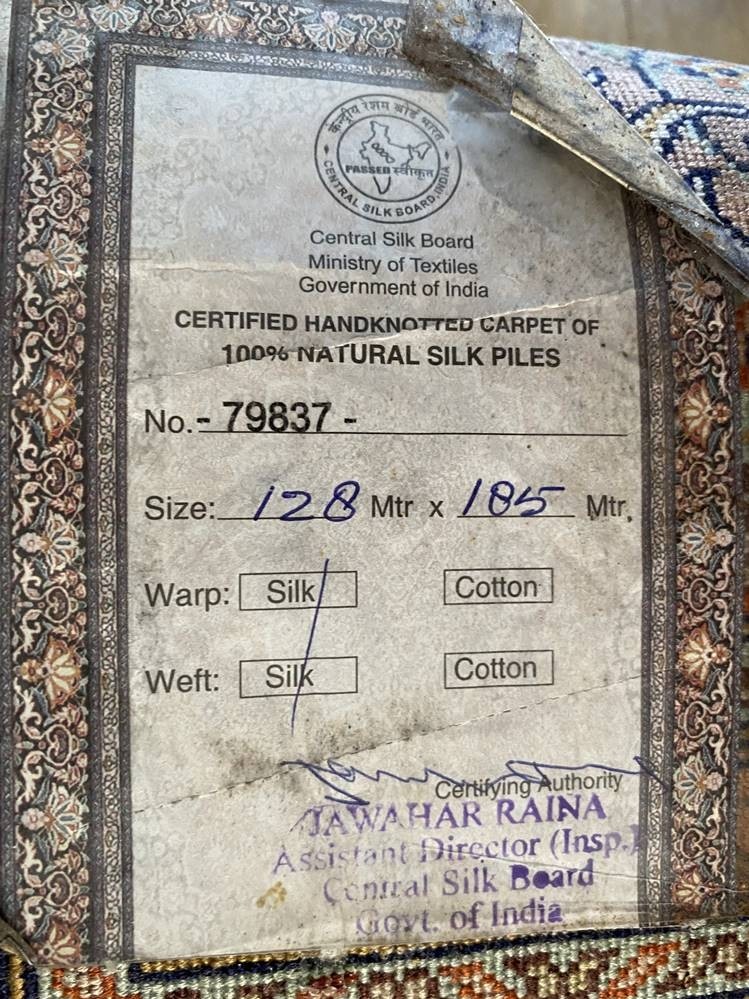 केन्द्रीय रेशम बोर्ड भारत
PASSED स्वीकृत
CENTRAL SILK BOARD, INDIA
Central Silk Board
Ministry of Textiles
Government of India
CERTIFIED HANDKNOTTED CARPET OF
100% NATURAL SILK PILES
No. - 79837 -
Size: 128 Mtr x 185 Mtr.
Warp: Silk Cotton
Weft: Silk Cotton
Certifying Authority
JAWAHAR RAINA
Assistant Director (Insp.)
Central Silk Board
Govt. of India